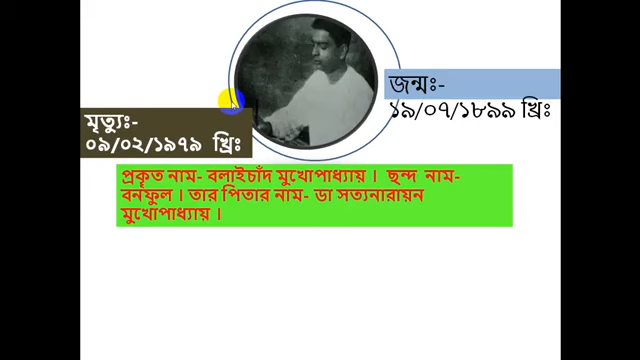 জন্মঃ-
১৯/০৭/১৮৯৯ খ্রিঃ
মৃত্যুঃ-
০৯/০২/১৯৭৯ খ্রিঃ
প্রকৃত নাম- বলাইচাঁদ মুখোপাধ্যায় । ছন্দ নাম-
বনফুল । তার পিতার নাম- ডা সত্যনারায়ন
মুখোপাধ্যায় ।